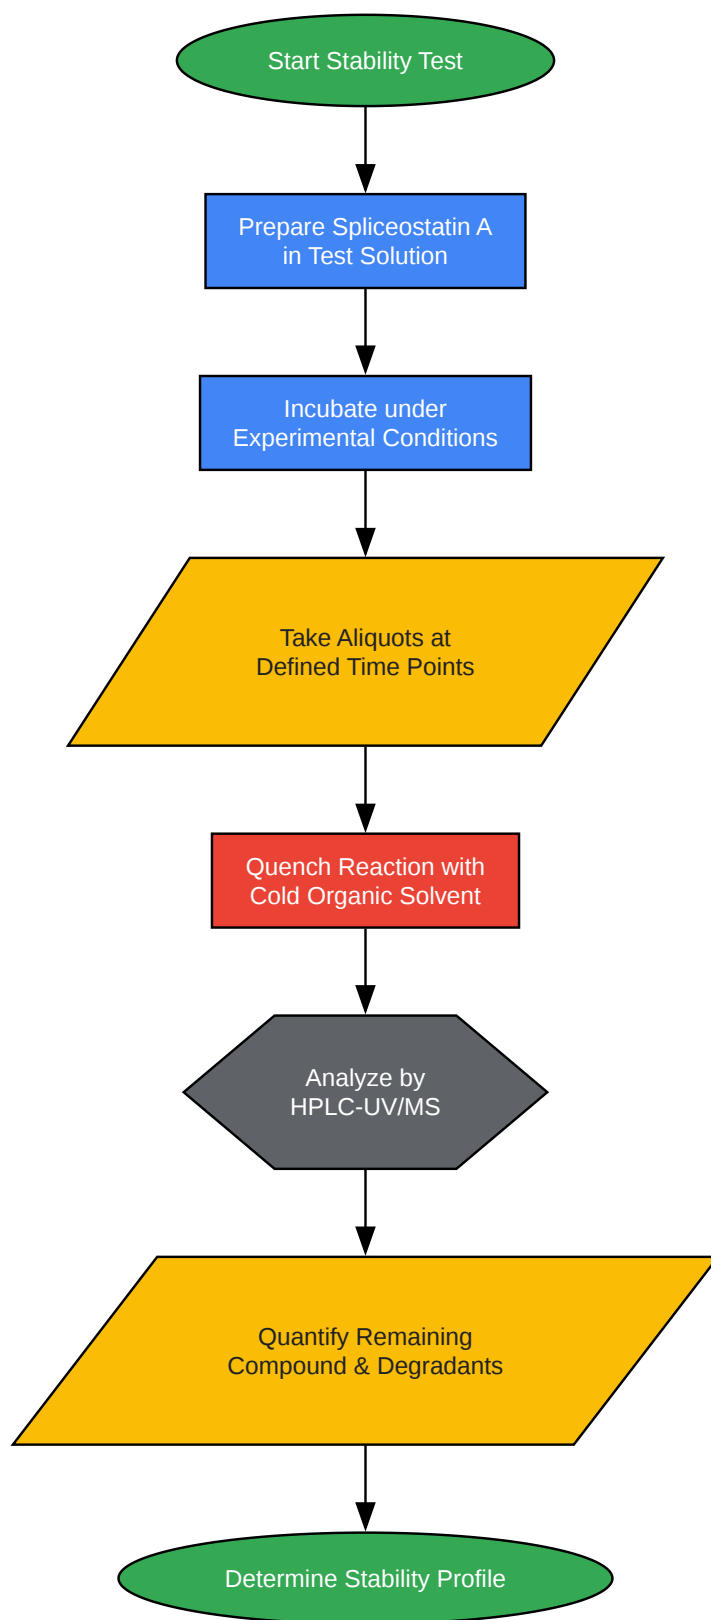 Start Stability Test
Prepare Spliceostatin A
in Test Solution
Incubate under
Experimental Conditions
Take Aliquots at
Defined Time Points
Quench Reaction with
Cold Organic Solvent
Analyze by
HPLC-UV/MS
Quantify Remaining
Compound & Degradants
Determine Stability Profile